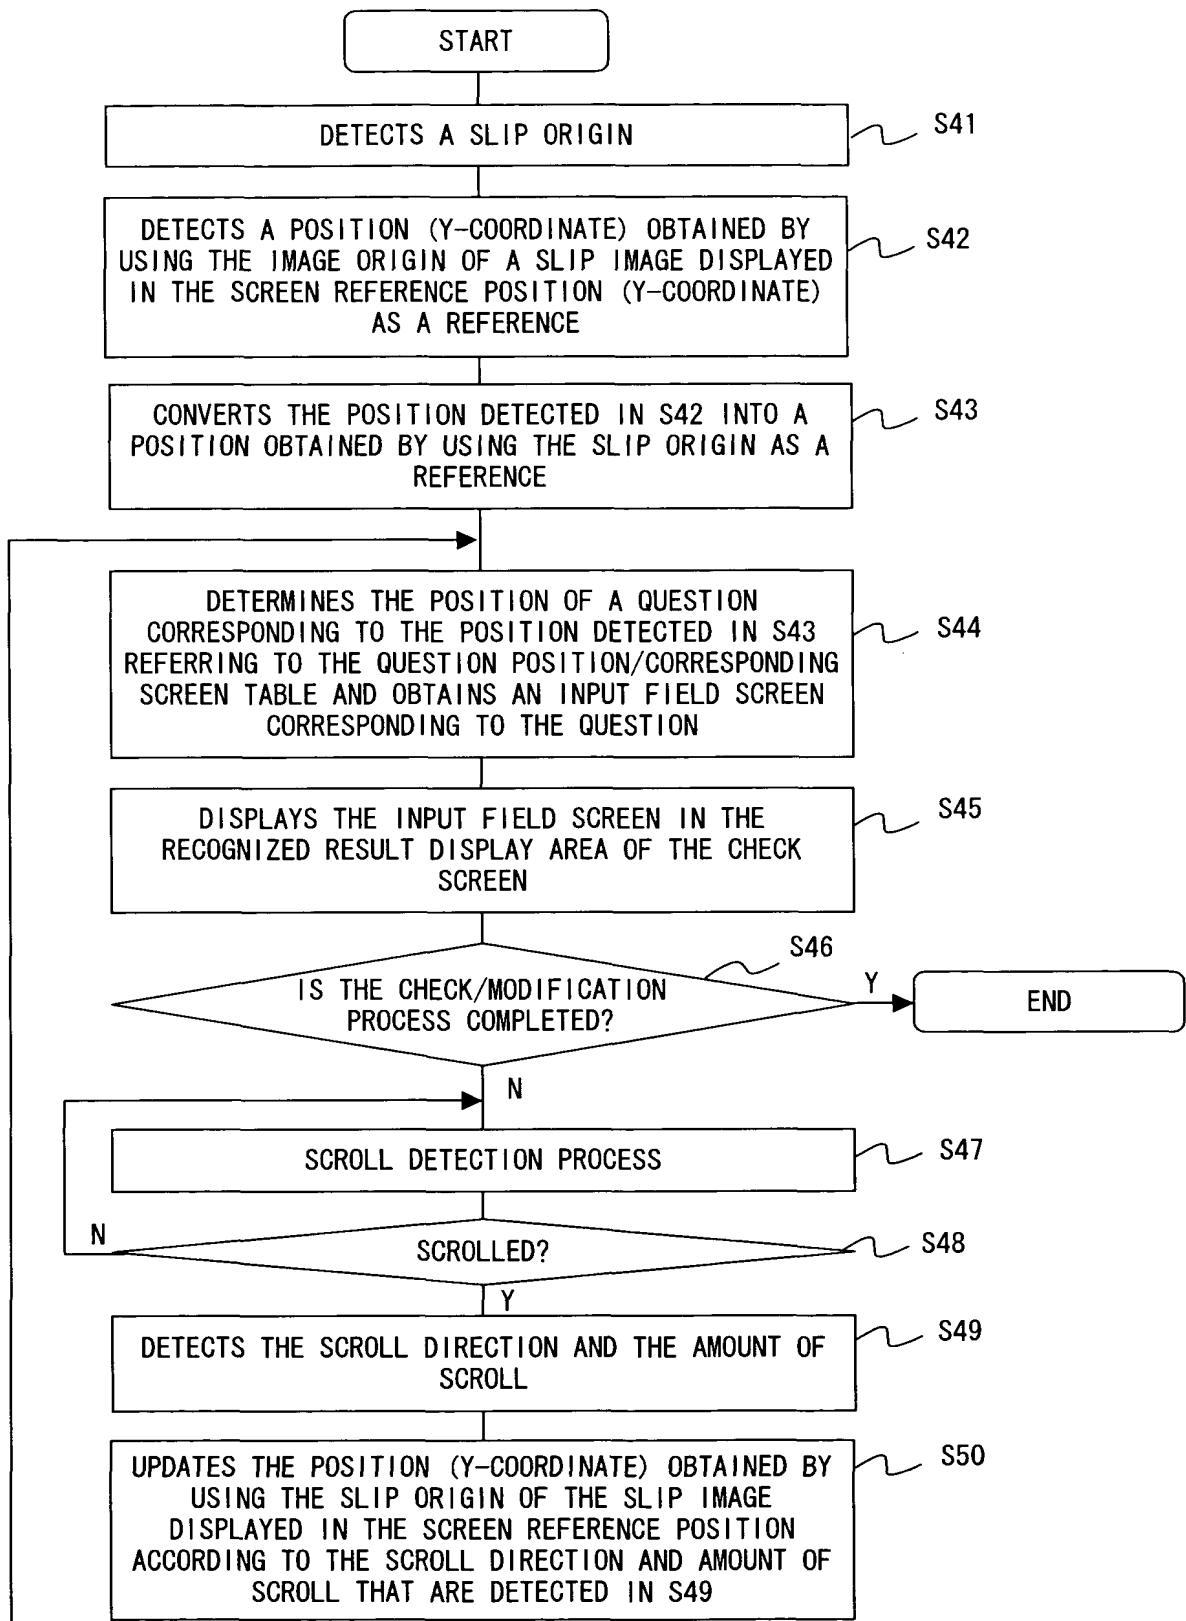 START
DETECTS A SLIP ORIGIN
S41
DETECTS A POSITION (Y-COORDINATE) OBTAINED BY
USING THE IMAGE ORIGIN OF A SLIP IMAGE DISPLAYED
IN THE SCREEN REFERENCE POSITION (Y-COORDINATE)
AS A REFERENCE
S42
CONVERTS THE POSITION DETECTED IN S42 INTO A
POSITION OBTAINED BY USING THE SLIP ORIGIN AS A
REFERENCE
S43
DETERMINES THE POSITION OF A QUESTION
CORRESPONDING TO THE POSITION DETECTED IN S43
REFERRING TO THE QUESTION POSITION/CORRESPONDING
SCREEN TABLE AND OBTAINS AN INPUT FIELD SCREEN
CORRESPONDING TO THE QUESTION
S44
DISPLAYS THE INPUT FIELD SCREEN IN THE
RECOGNIZED RESULT DISPLAY AREA OF THE CHECK
SCREEN
S45
S46
IS THE CHECK/MODIFICATION
PROCESS COMPLETED?
Y
END
N
SCROLL DETECTION PROCESS
S47
N
SCROLLED?
S48
Y
DETECTS THE SCROLL DIRECTION AND THE AMOUNT OF
SCROLL
S49
UPDATES THE POSITION (Y-COORDINATE) OBTAINED BY
USING THE SLIP ORIGIN OF THE SLIP IMAGE
DISPLAYED IN THE SCREEN REFERENCE POSITION
ACCORDING TO THE SCROLL DIRECTION AND AMOUNT OF
SCROLL THAT ARE DETECTED IN S49
S50